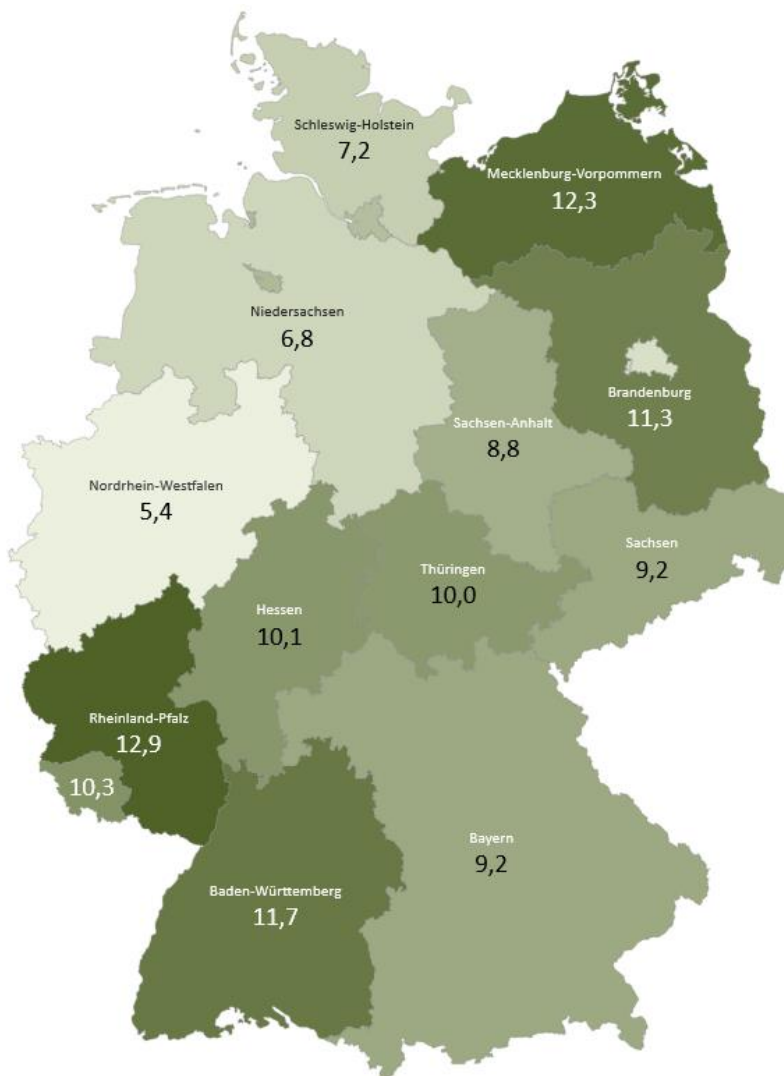 Schleswig-Holstein
7,2
Mecklenburg-Vorpommern
12,3
Niedersachsen
6,8
Brandenburg
11,3
Sachsen-Anhalt
8,8
Nordrhein-Westfalen
5,4
Sachsen
9,2
Thüringen
10,0
Hessen
10,1
Rheinland-Pfalz
12,9
10,3
Bayern
9,2
Baden-Württemberg
11,7